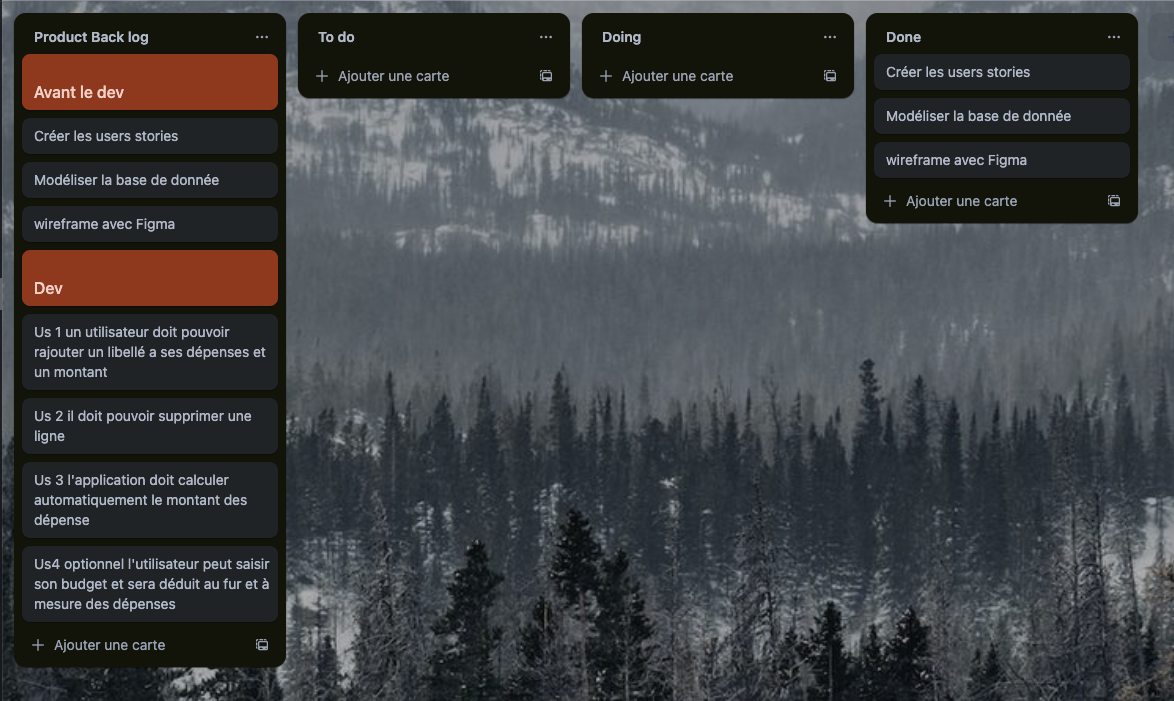 Product Back log
Avant le dev
Créer les users stories
Modéliser la base de donnée
wireframe avec Figma
Dev
Us 1 un utilisateur doit pouvoir
rajouter un libellé a ses dépenses et
un montant
Us 2 il doit pouvoir supprimer une
ligne
Us 3 l'application doit calculer
automatiquement le montant des
dépense
Us4 optionnel l'utilisateur peut saisir
son budget et sera déduit au fur et à
mesure des dépenses
Ajouter une carte
To do
Ajouter une carte
Doing
Ajouter une carte
Done
Créer les users stories
Modéliser la base de donnée
wireframe avec Figma
Ajouter une carte